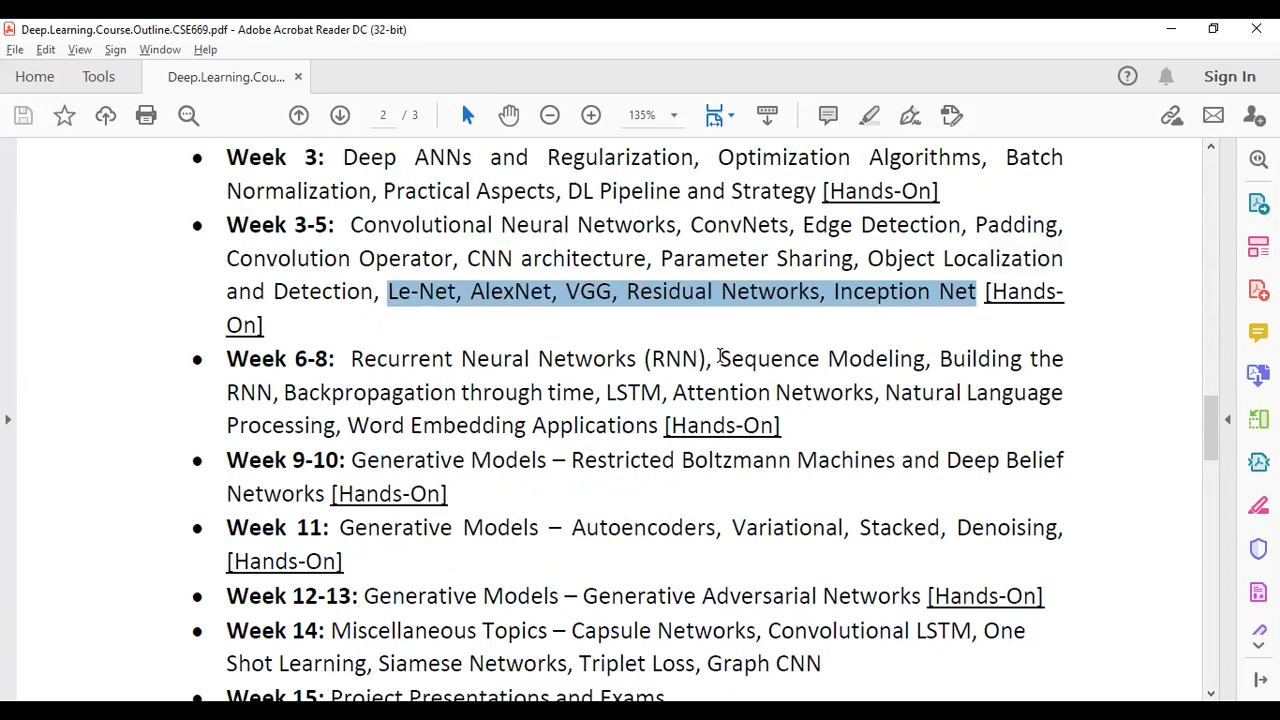 Deep.Learning.Course.Outline.CSE669.pdf - Adobe Acrobat Reader DC (32-bit)
File Edit View Sign Window Help
Home Tools Deep.Learning.Cou... × Sign In
2 / 3 135%
• Week 3: Deep ANNs and Regularization, Optimization Algorithms, Batch
Normalization, Practical Aspects, DL Pipeline and Strategy [Hands-On]
• Week 3-5: Convolutional Neural Networks, ConvNets, Edge Detection, Padding,
Convolution Operator, CNN architecture, Parameter Sharing, Object Localization
and Detection, Le-Net, AlexNet, VGG, Residual Networks, Inception Net [Hands-
On]
• Week 6-8: Recurrent Neural Networks (RNN), Sequence Modeling, Building the
RNN, Backpropagation through time, LSTM, Attention Networks, Natural Language
Processing, Word Embedding Applications [Hands-On]
• Week 9-10: Generative Models – Restricted Boltzmann Machines and Deep Belief
Networks [Hands-On]
• Week 11: Generative Models – Autoencoders, Variational, Stacked, Denoising,
[Hands-On]
• Week 12-13: Generative Models – Generative Adversarial Networks [Hands-On]
• Week 14: Miscellaneous Topics – Capsule Networks, Convolutional LSTM, One
Shot Learning, Siamese Networks, Triplet Loss, Graph CNN
• Week 15: Project Presentations and Exams